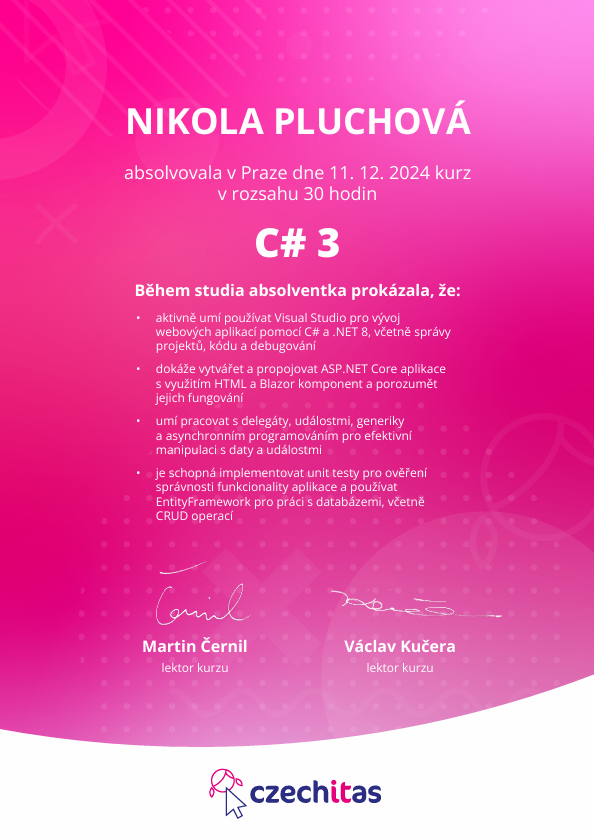 NIKOLA PLUCHOVÁ
absolvovala v Praze dne 11. 12. 2024 kurz
v rozsahu 30 hodin
C# 3
Během studia absolventka prokázala, že:
• aktivně umí používat Visual Studio pro vývoj
webových aplikací pomocí C# a .NET 8, včetně správy
projektů, kódu a debugování
• dokáže vytvářet a propojovat ASP.NET Core aplikace
s využitím HTML a Blazor komponent a porozumět
jejich fungování
• umí pracovat s delegáty, událostmi, generiky
a asynchronním programováním pro efektivní
manipulaci s daty a událostmi
• je schopná implementovat unit testy pro ověření
správnosti funkcionality aplikace a používat
EntityFramework pro práci s databázemi, včetně
CRUD operací
Černil
Martin Černil
lektor kurzu
Václav Kučera
lektor kurzu
czechitas